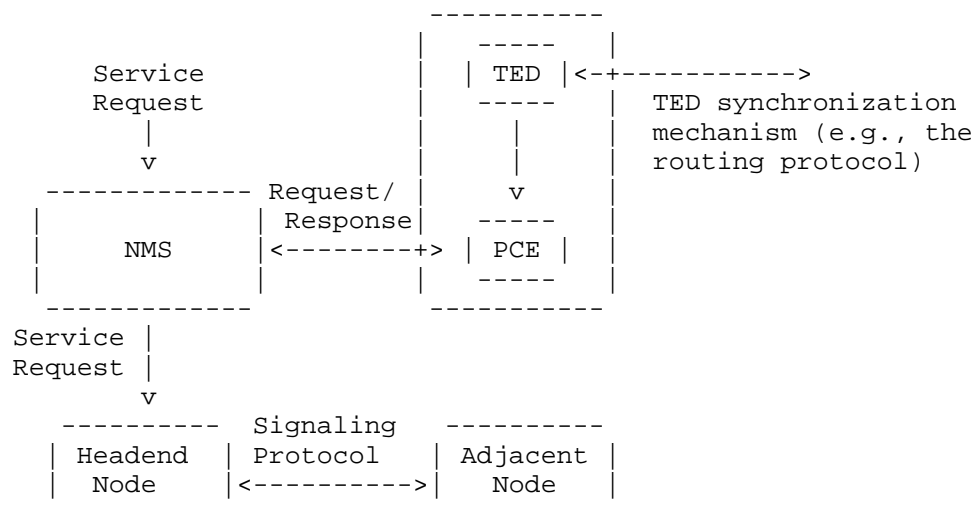 -----------
| ----- |
Service | | TED |<-+----------->
Request | ----- | TED synchronization
| | | | mechanism (e.g., the
v | | | routing protocol)
------------- Request/ | v |
| | Response| ----- |
| NMS |<--------+> | PCE | |
| | | ----- |
------------- -----------
Service |
Request |
v
---------- Signaling ----------
| Headend | Protocol | Adjacent |
| Node |<---------->| Node |